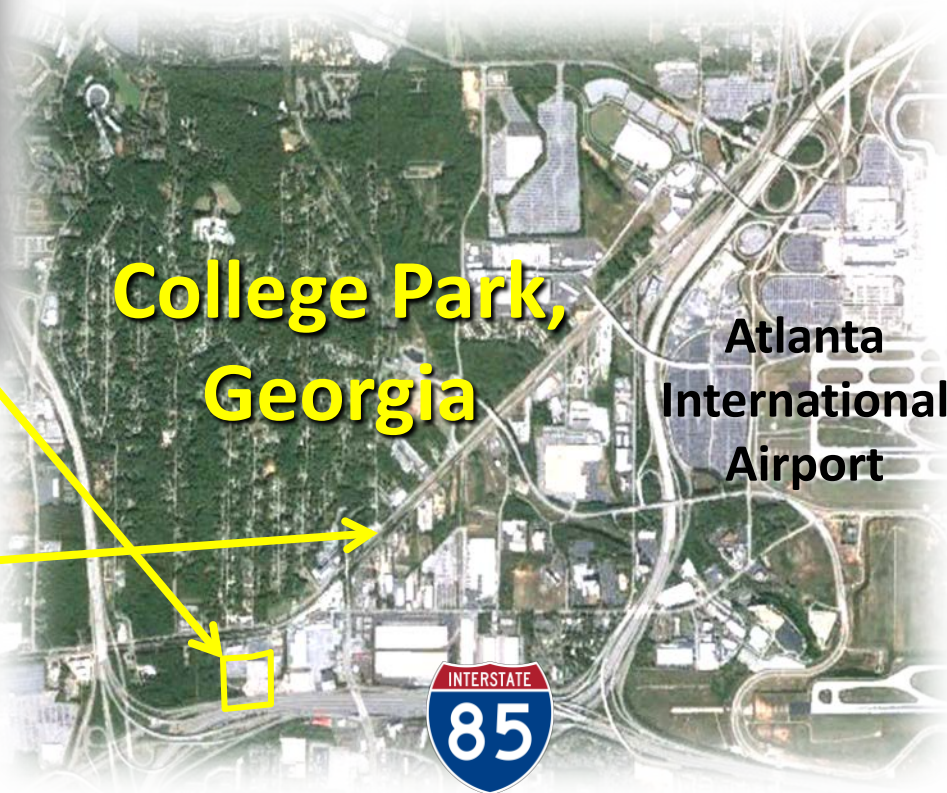 College Park,
Georgia
Atlanta
International
Airport
INTERSTATE
85